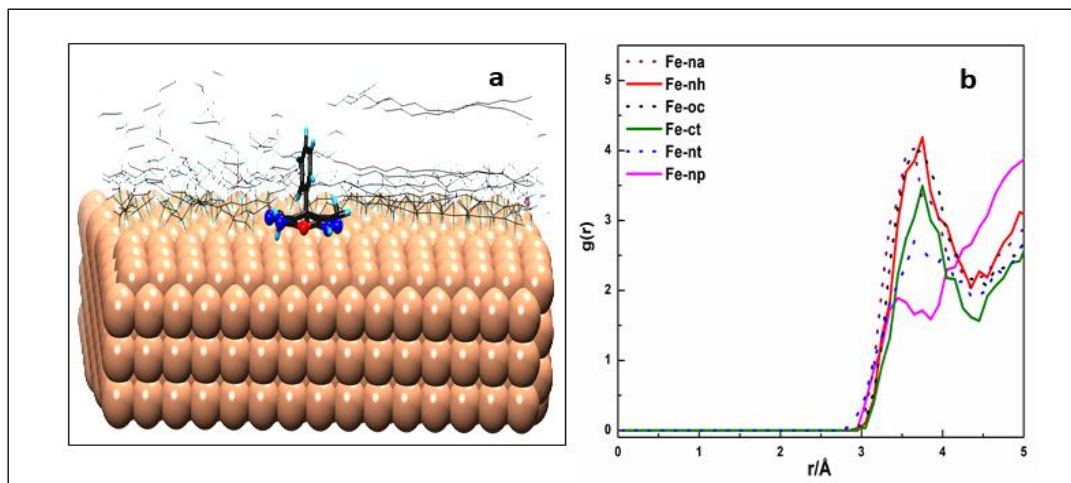 a
b
Fe-na
Fe-nh
Fe-oc
Fe-ct
Fe-nt
Fe-np
g(r)
5
4
3
2
1
0
0 1 2 3 4 5
r/Å